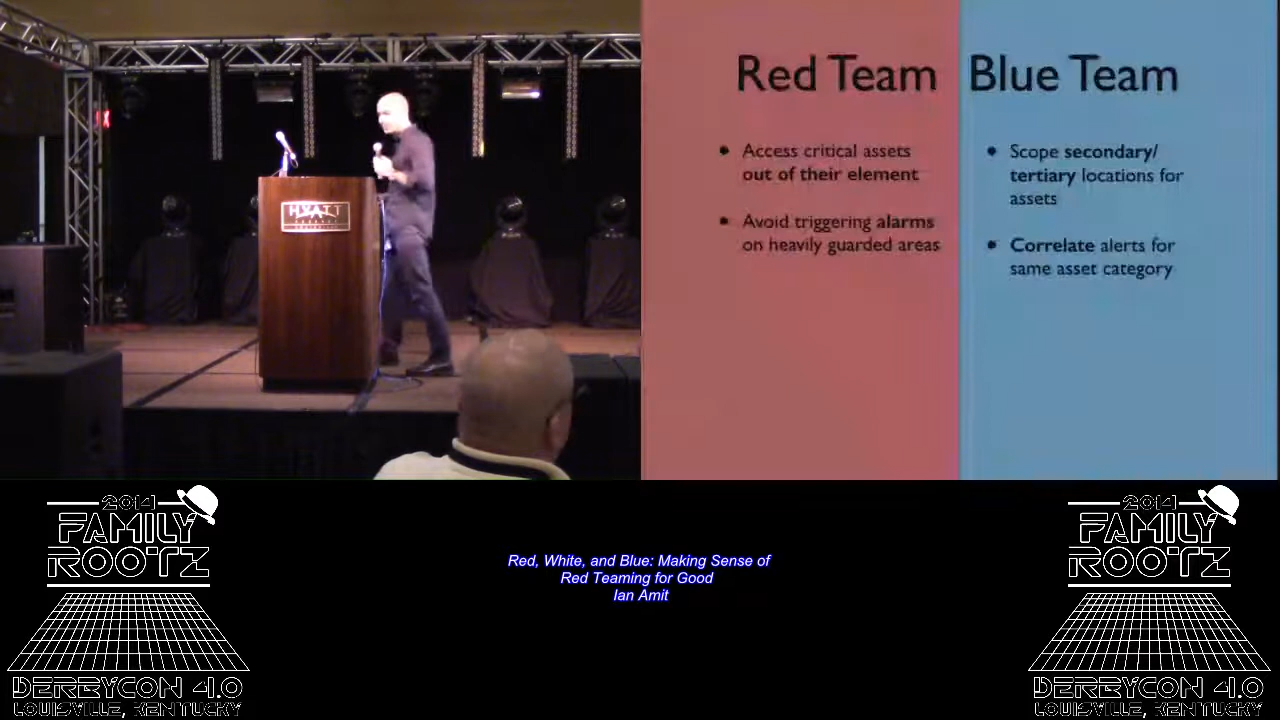 HYATT
Red Team
Access critical assets
out of their element
Avoid triggering alarms
on heavily guarded areas
Blue Team
Scope secondary/
tertiary locations for
assets
Correlate alerts for
same asset category
2014
FAMILY
ROOTZ
DERBYCON 4.0
LOUISVILLE, KENTUCKY
Red, White, and Blue: Making Sense of
Red Teaming for Good
Ian Amit
2014
FAMILY
ROOTZ
DERBYCON 4.0
LOUISVILLE, KENTUCKY